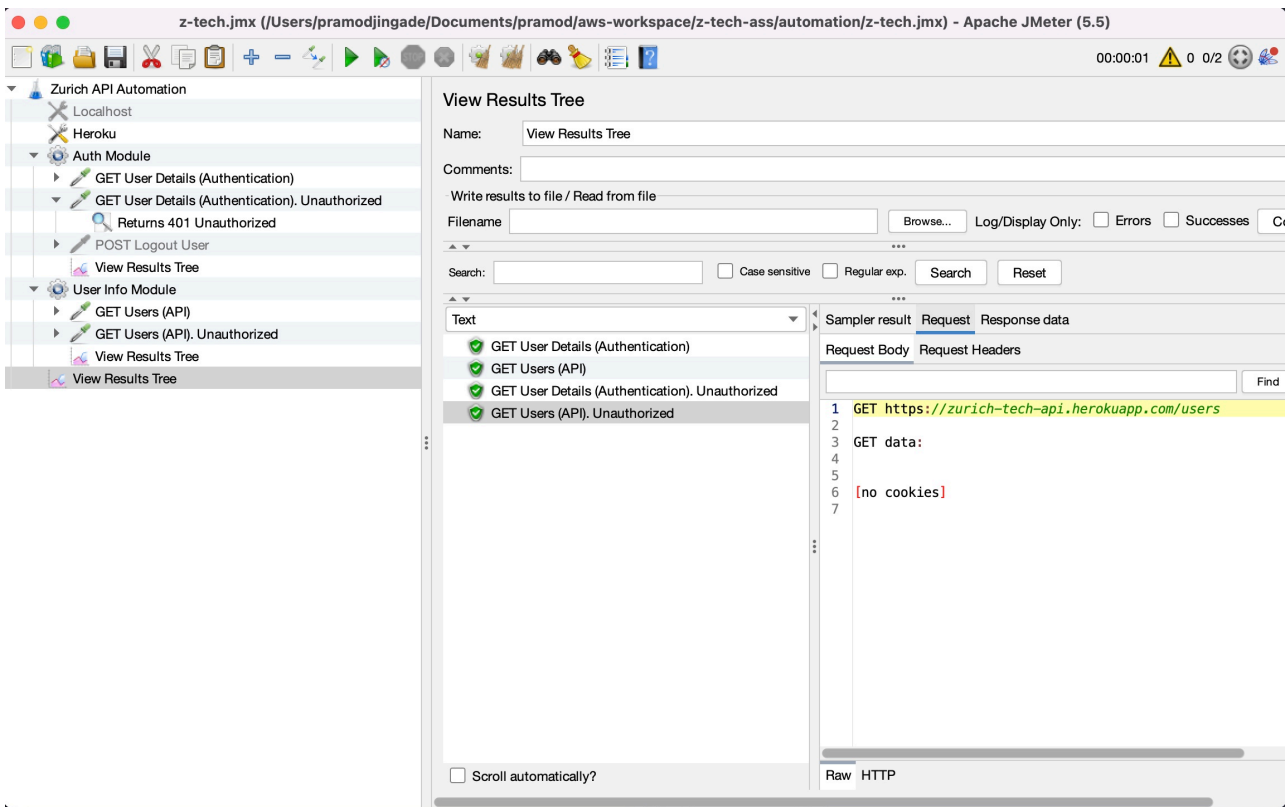 z-tech.jmx (/Users/pramodjingade/Documents/pramod/aws-workspace/z-tech-ass/automation/z-tech.jmx) - Apache JMeter (5.5)
STOP
00:00:01 0 0/2
Zurich API Automation
Localhost
Heroku
Auth Module
GET User Details (Authentication)
GET User Details (Authentication). Unauthorized
Returns 401 Unauthorized
POST Logout User
View Results Tree
User Info Module
GET Users (API)
GET Users (API). Unauthorized
View Results Tree
View Results Tree
View Results Tree
Name: View Results Tree
Comments:
Write results to file / Read from file
Filename Browse... Log/Display Only: Errors Successes Co
Search: Case sensitive Regular exp. Search Reset
Text
GET User Details (Authentication)
GET Users (API)
GET User Details (Authentication). Unauthorized
GET Users (API). Unauthorized
Scroll automatically?
Sampler result Request Response data
Request Body Request Headers
Find
1 GET https://zurich-tech-api.herokuapp.com/users
2
3 GET data:
4
5
6 [no cookies]
7
Raw HTTP